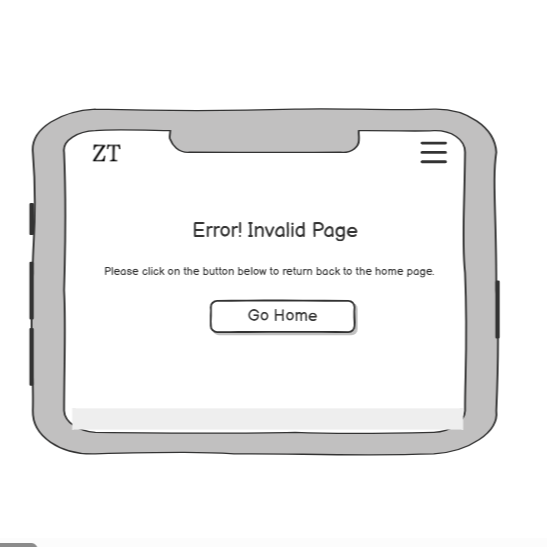 ZT
Error! Invalid Page
Please click on the button below to return back to the home page.
Go Home